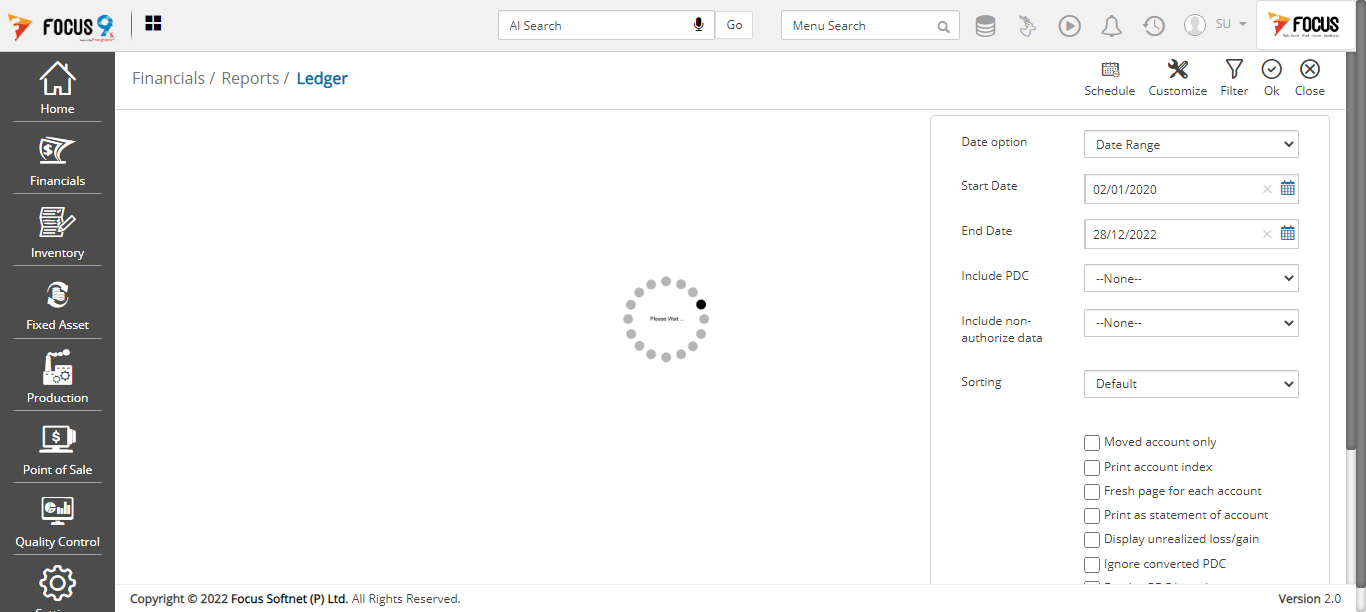 FOCUS 9
AI Search
Go
Menu Search
SU
FOCUS
Home
Financials
Inventory
Fixed Asset
Production
Point of Sale
Quality Control
Financials / Reports / Ledger
Schedule
Customize
Filter
Ok
Close
Please Wait ...
Date option
Date Range
Start Date
02/01/2020
End Date
28/12/2022
Include PDC
--None--
Include non-
authorize data
--None--
Sorting
Default
Moved account only
Print account index
Fresh page for each account
Print as statement of account
Display unrealized loss/gain
Ignore converted PDC
Copyright © 2022 Focus Softnet (P) Ltd. All Rights Reserved.
Version 2.0